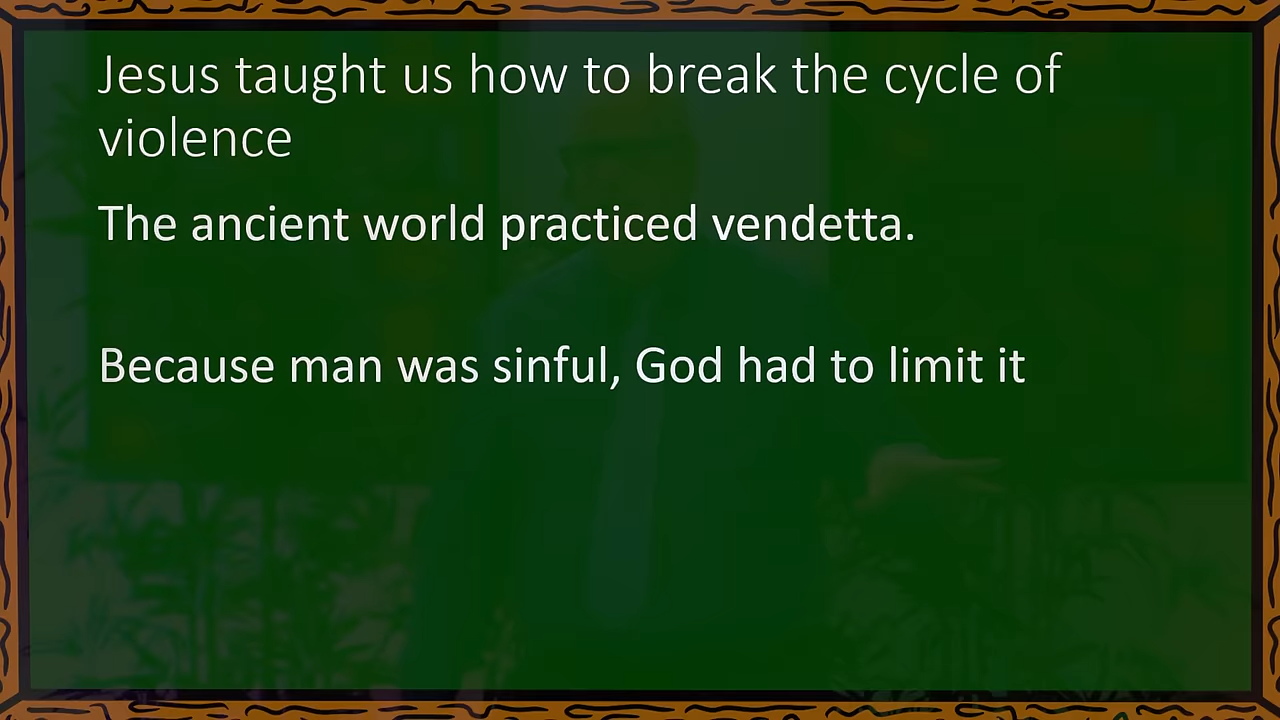 Jesus taught us how to break the cycle of
violence
The ancient world practiced vendetta.
Because man was sinful, God had to limit it